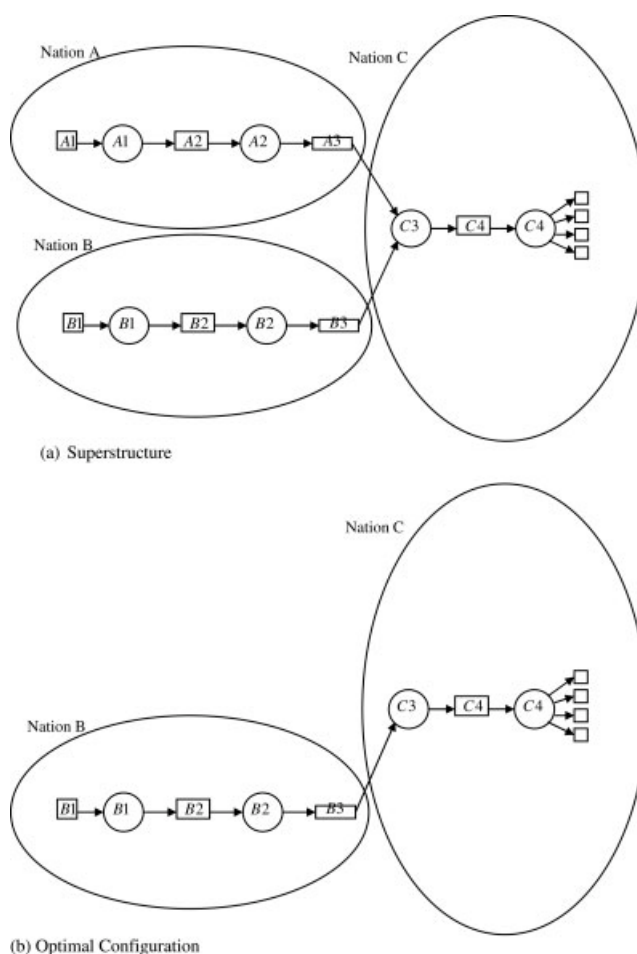 Nation A
Nation C
A1 A1 A2 A2 A3
C3 C4 C4
Nation B
B1 B1 B2 B2 B3
(a) Superstructure
Nation C
C3 C4 C4
Nation B
B1 B1 B2 B2 B3
(b) Optimal Configuration